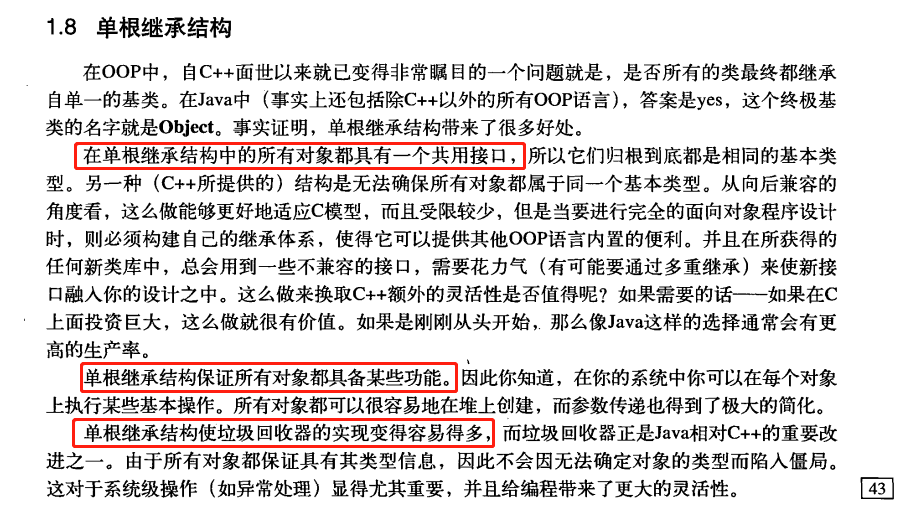 1.8 单根继承结构
在OOP中，自C++面世以来就已变得非常瞩目的一个问题就是，是否所有的类最终都继承
自单一的基类。在Java中（事实上还包括除C++以外的所有OOP语言），答案是yes，这个终极基
类的名字就是Object。事实证明，单根继承结构带来了很多好处。
在单根继承结构中的所有对象都具有一个共用接口，所以它们归根到底都是相同的基本类
型。另一种（C++所提供的）结构是无法确保所有对象都属于同一个基本类型。从向后兼容的
角度看，这么做能够更好地适应C模型，而且受限较少，但是当要进行完全的面向对象程序设计
时，则必须构建自己的继承体系，使得它可以提供其他OOP语言内置的便利。并且在所获得的
任何新类库中，总会用到一些不兼容的接口，需要花力气（有可能要通过多重继承）来使新接
口融入你的设计之中。这么做来换取C++额外的灵活性是否值得呢？如果需要的话——如果在C
上面投资巨大，这么做就很有价值。如果是刚刚从头开始，那么像Java这样的选择通常会有更
高的生产率。
单根继承结构保证所有对象都具备某些功能。因此你知道，在你的系统中你可以在每个对象
上执行某些基本操作。所有对象都可以很容易地在堆上创建，而参数传递也得到了极大的简化。
单根继承结构使垃圾回收器的实现变得容易得多，而垃圾回收器正是Java相对C++的重要改
进之一。由于所有对象都保证具有其类型信息，因此不会因无法确定对象的类型而陷入僵局。
这对于系统级操作（如异常处理）显得尤其重要，并且给编程带来了更大的灵活性。
43